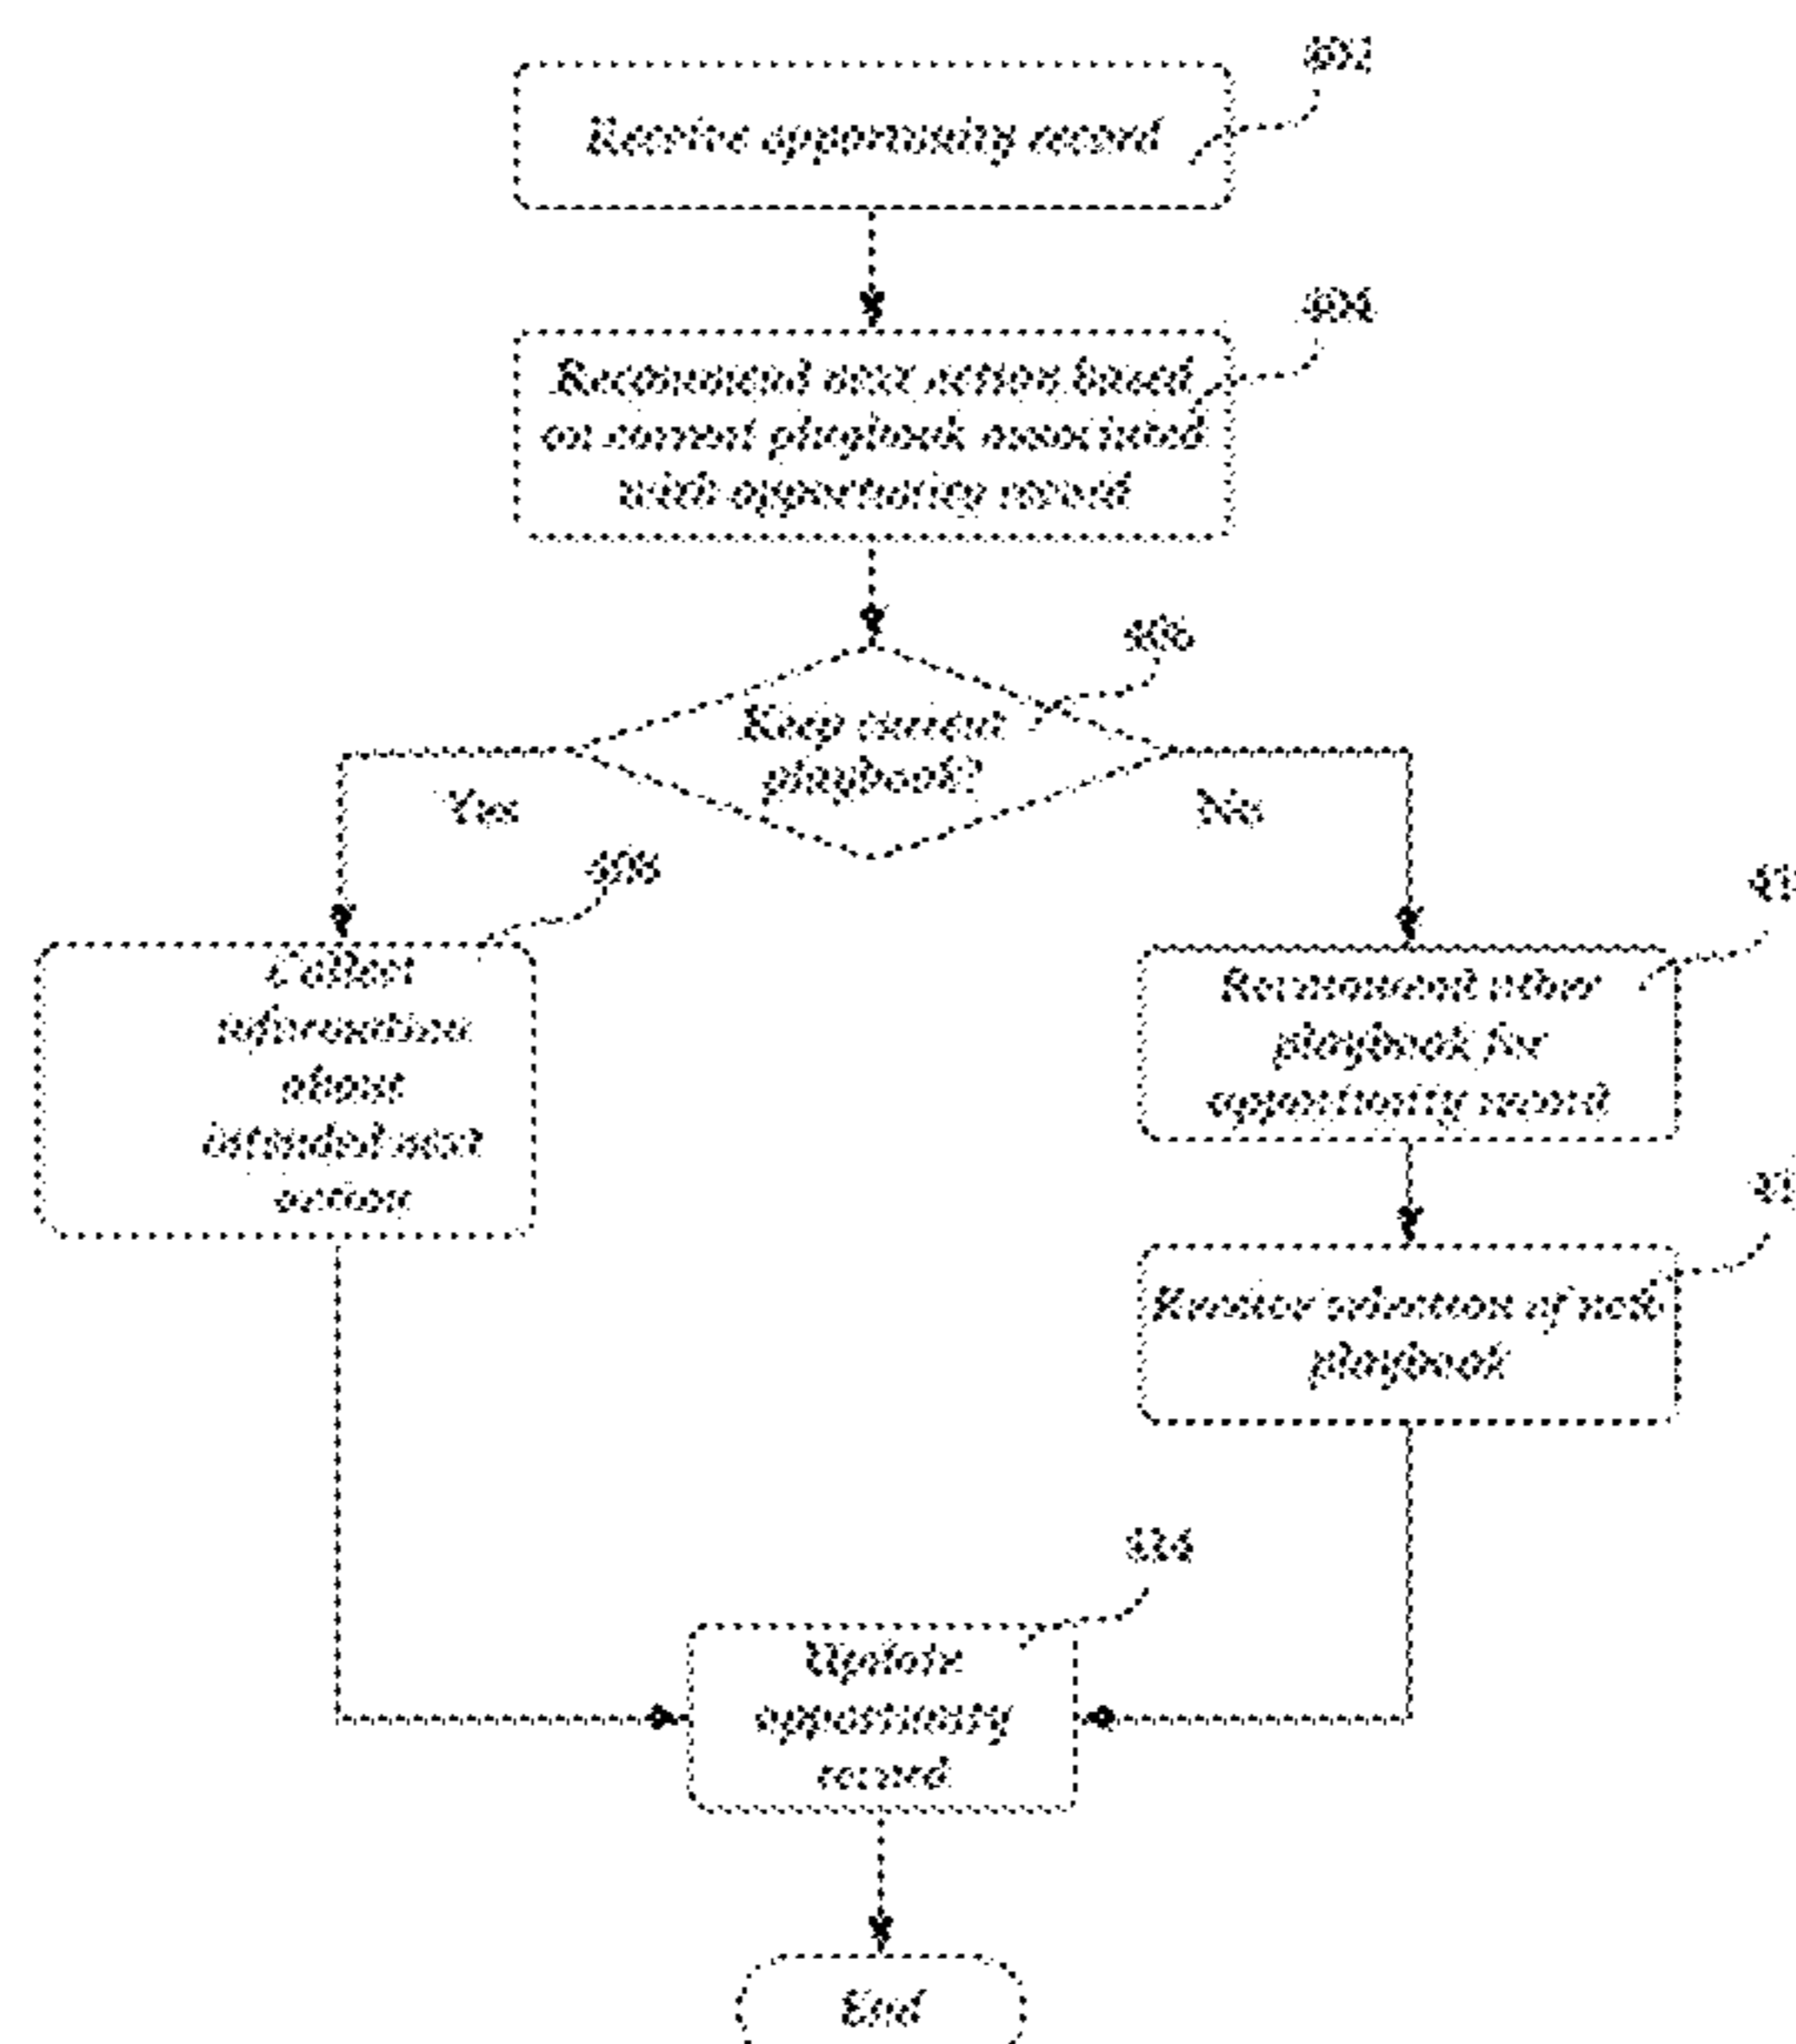 Receive opportunity record
Recommend next action based
on current playbook associated
with opportunity record
Keep current
playbook?
Yes
No
Collect
information
about
intended next
action
Recommend other
playbook for
opportunity record
Receive selection of
playbook
Update
opportunity
record
End